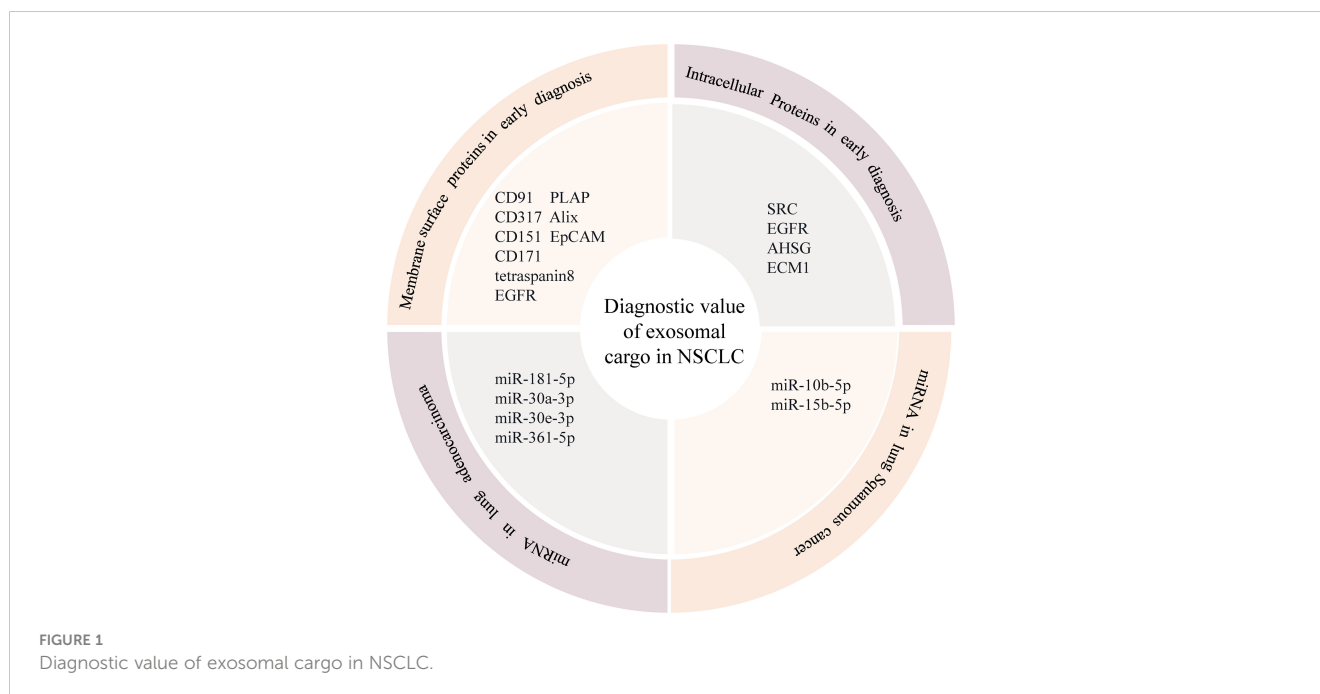 Membrane surface proteins in early diagnosis
Intracellular Proteins in early diagnosis
CD91 PLAP
CD317 Alix
CD151 EpCAM
CD171
tetraspanin8
EGFR
SRC
EGFR
AHSG
ECM1
Diagnostic value
of exosomal
cargo in NSCLC
miR-181-5p
miR-30a-3p
miR-30e-3p
miR-361-5p
miR-10b-5p
miR-15b-5p
miRNA in lung adenocarcinoma
miRNA in lung Squamous cancer
FIGURE 1
Diagnostic value of exosomal cargo in NSCLC.